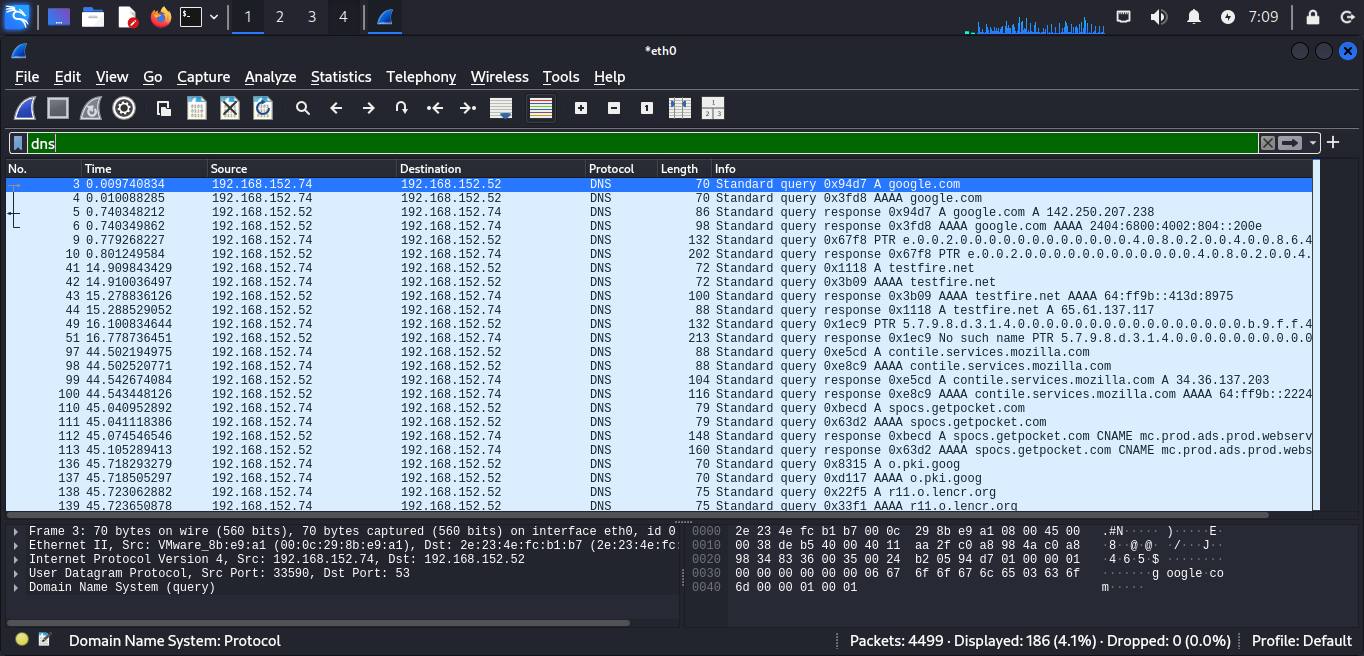 1 2 3 4 7:09
*eth0
File Edit View Go Capture Analyze Statistics Telephony Wireless Tools Help
dns
No. Time Source Destination Protocol Length Info
3 0.009740834 192.168.152.74 192.168.152.52 DNS 70 Standard query 0x94d7 A google.com
4 0.010088285 192.168.152.74 192.168.152.52 DNS 70 Standard query 0x3fd8 AAAA google.com
5 0.740348212 192.168.152.52 192.168.152.74 DNS 86 Standard query response 0x94d7 A google.com A 142.250.207.238
6 0.740349862 192.168.152.52 192.168.152.74 DNS 98 Standard query response 0x3fd8 AAAA google.com AAAA 2404:6800:4002:804::200e
9 0.779268227 192.168.152.74 192.168.152.52 DNS 132 Standard query 0x67f8 PTR e.0.0.2.0.0.0.0.0.0.0.0.0.0.0.0.4.0.8.0.2.0.0.4.0.0.8.6.4
10 0.801249584 192.168.152.52 192.168.152.74 DNS 202 Standard query response 0x67f8 PTR e.0.0.2.0.0.0.0.0.0.0.0.0.0.0.0.4.0.8.0.2.0.0.4.
41 14.909843429 192.168.152.74 192.168.152.52 DNS 72 Standard query 0x1118 A testfire.net
42 14.910036497 192.168.152.74 192.168.152.52 DNS 72 Standard query 0x3b09 AAAA testfire.net
43 15.278836126 192.168.152.52 192.168.152.74 DNS 100 Standard query response 0x3b09 AAAA testfire.net AAAA 64:ff9b::413d:8975
44 15.288529052 192.168.152.52 192.168.152.74 DNS 88 Standard query response 0x1118 A testfire.net A 65.61.137.117
49 16.100834644 192.168.152.74 192.168.152.52 DNS 132 Standard query 0x1ec9 PTR 5.7.9.8.d.3.1.4.0.0.0.0.0.0.0.0.0.0.0.0.0.0.0.0.b.9.f.f.4
51 16.778736451 192.168.152.52 192.168.152.74 DNS 213 Standard query response 0x1ec9 No such name PTR 5.7.9.8.d.3.1.4.0.0.0.0.0.0.0.0.0
97 44.502194975 192.168.152.74 192.168.152.52 DNS 88 Standard query 0xe5cd A contile.services.mozilla.com
98 44.502520771 192.168.152.74 192.168.152.52 DNS 88 Standard query 0xe8c9 AAAA contile.services.mozilla.com
99 44.542674084 192.168.152.52 192.168.152.74 DNS 104 Standard query response 0xe5cd A contile.services.mozilla.com A 34.36.137.203
100 44.543448126 192.168.152.52 192.168.152.74 DNS 116 Standard query response 0xe8c9 AAAA contile.services.mozilla.com AAAA 64:ff9b::2224
110 45.040952892 192.168.152.74 192.168.152.52 DNS 79 Standard query 0xbecd A spocs.getpocket.com
111 45.041118386 192.168.152.74 192.168.152.52 DNS 79 Standard query 0x63d2 AAAA spocs.getpocket.com
112 45.074546546 192.168.152.52 192.168.152.74 DNS 148 Standard query response 0xbecd A spocs.getpocket.com CNAME mc.prod.ads.prod.webserv
113 45.105289413 192.168.152.52 192.168.152.74 DNS 160 Standard query response 0x63d2 AAAA spocs.getpocket.com CNAME mc.prod.ads.prod.webs
136 45.718293279 192.168.152.74 192.168.152.52 DNS 70 Standard query 0x8315 A o.pki.goog
137 45.718505297 192.168.152.74 192.168.152.52 DNS 70 Standard query 0xd117 AAAA o.pki.goog
138 45.723062882 192.168.152.74 192.168.152.52 DNS 75 Standard query 0x22f5 A r11.o.lencr.org
139 45.723650878 192.168.152.74 192.168.152.52 DNS 75 Standard query 0x33f1 AAAA r11.o.lencr.org
Frame 3: 70 bytes on wire (560 bits), 70 bytes captured (560 bits) on interface eth0, id 0
Ethernet II, Src: VMware_8b:e9:a1 (00:0c:29:8b:e9:a1), Dst: 2e:23:4e:fc:b1:b7 (2e:23:4e:fc:
Internet Protocol Version 4, Src: 192.168.152.74, Dst: 192.168.152.52
User Datagram Protocol, Src Port: 33590, Dst Port: 53
Domain Name System (query)
0000 2e 23 4e fc b1 b7 00 0c 29 8b e9 a1 08 00 45 00 .#N····· )·····E·
0010 00 38 de b5 40 00 40 11 aa 2f c0 a8 98 4a c0 a8 ·8··@·@· ·/···J··
0020 98 34 83 36 00 35 00 24 b2 05 94 d7 01 00 00 01 ·4·6·5·$ ········
0030 00 00 00 00 00 00 06 67 6f 6f 67 6c 65 03 63 6f ·······g oogle·co
0040 6d 00 00 01 00 01 m·····
Domain Name System: Protocol Packets: 4499 · Displayed: 186 (4.1%) · Dropped: 0 (0.0%) Profile: Default